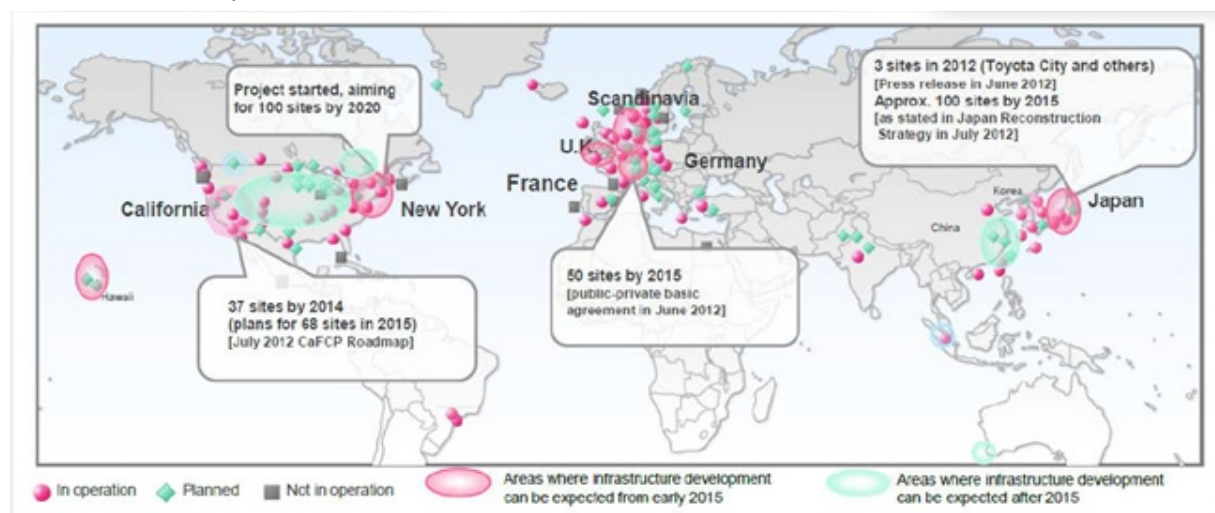 Project started, aiming
for 100 sites by 2020
3 sites in 2012 (Toyota City and others)
[Press release in June 2012]
Approx. 100 sites by 2015
[as stated in Japan Reconstruction
Strategy in July 2012]
Scandinavia
U.K.
Germany
France
California
New York
Korea
Japan
China
Hawaii
37 sites by 2014
(plans for 68 sites in 2015)
[July 2012 CaFCP Roadmap]
50 sites by 2015
[public-private basic
agreement in June 2012]
In operation
Planned
Not in operation
Areas where infrastructure development
can be expected from early 2015
Areas where infrastructure development
can be expected after 2015